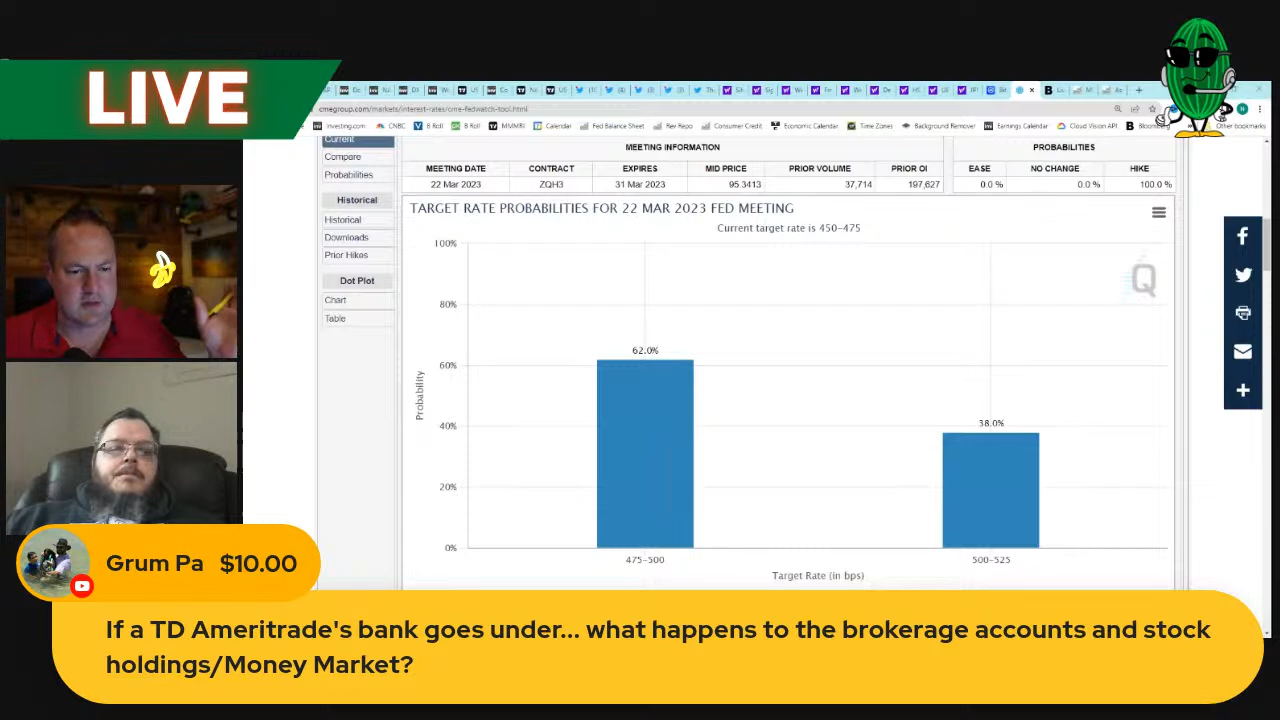 LIVE
cmegroup.com/markets/interest-rates/cme-fedwatch-tool.html
Investing.com CNBC B Roll B Roll MMMBI Calendar Fed Balance Sheet Rev Repo Consumer Credit Economic Calendar Time Zones Background Remover Earnings Calendar Cloud Vision API Other bookmarks
Current
Compare
Probabilities
Historical
Historical
Downloads
Prior Hikes
Dot Plot
Chart
Table
MEETING INFORMATION
MEETING DATE CONTRACT EXPIRES MID PRICE PRIOR VOLUME PRIOR OI
22 Mar 2023 ZQH3 31 Mar 2023 95.3413 37,714 197,627
PROBABILITIES
EASE NO CHANGE HIKE
0.0 % 0.0 % 100.0 %
TARGET RATE PROBABILITIES FOR 22 MAR 2023 FED MEETING
Current target rate is 450-475
Q
100%
80%
60%
40%
20%
0%
Probability
62.0%
38.0%
475-500 500-525
Target Rate (in bps)
Grum Pa $10.00
If a TD Ameritrade's bank goes under... what happens to the brokerage accounts and stock
holdings/Money Market?